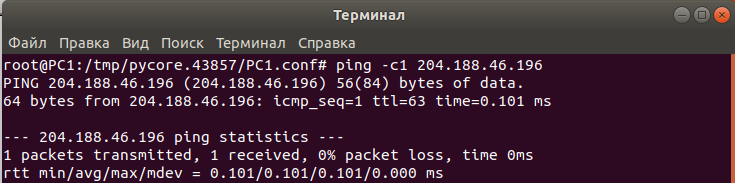 Терминал
Файл Правка Вид Поиск Терминал Справка
root@PC1:/tmp/pycore.43857/PC1.conf# ping -c1 204.188.46.196
PING 204.188.46.196 (204.188.46.196) 56(84) bytes of data.
64 bytes from 204.188.46.196: icmp_seq=1 ttl=63 time=0.101 ms
--- 204.188.46.196 ping statistics ---
1 packets transmitted, 1 received, 0% packet loss, time 0ms
rtt min/avg/max/mdev = 0.101/0.101/0.101/0.000 ms